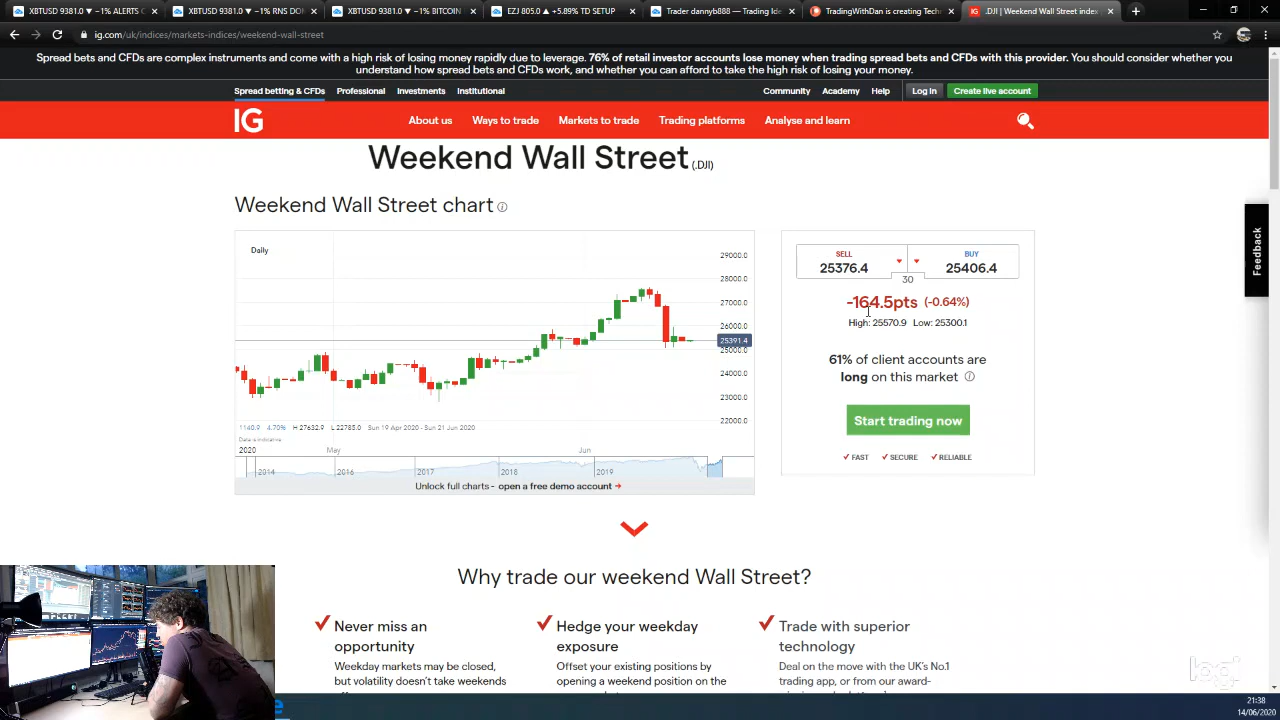 XBTUSD 9381.0 ▼ −1% ALERTS
XBTUSD 9381.0 ▼ −1% RNS DON
XBTUSD 9381.0 ▼ −1% BITCOIN
EZJ 805.0 ▲ +5.89% TD SETUP
Trader dannyb888 — Trading Ide
TradingWithDan is creating Tech
.DJI | Weekend Wall Street index
ig.com/uk/indices/markets-indices/weekend-wall-street
Spread bets and CFDs are complex instruments and come with a high risk of losing money rapidly due to leverage. 76% of retail investor accounts lose money when trading spread bets and CFDs with this provider. You should consider whether you
understand how spread bets and CFDs work, and whether you can afford to take the high risk of losing your money.
Spread betting & CFDs Professional Investments Institutional Community Academy Help Log in Create live account
IG About us Ways to trade Markets to trade Trading platforms Analyse and learn
Weekend Wall Street (.DJI)
Weekend Wall Street chart
Daily
29000.0
28000.0
27000.0
26000.0
25391.4
25000.0
24000.0
23000.0
22000.0
1140.9 4.70% H 27632.9 L 22783.0 Sun 19 Apr 2020 - Sun 21 Jun 2020
Data is indicative
2020 May Jun
2014 2016 2017 2018 2019
Unlock full charts - open a free demo account →
SELL
25376.4
BUY
25406.4
30
-164.5pts (-0.64%)
High: 25570.9 Low: 25300.1
61% of client accounts are
long on this market
Start trading now
FAST SECURE RELIABLE
Feedback
Why trade our weekend Wall Street?
Never miss an
opportunity
Weekday markets may be closed,
but volatility doesn't take weekends
Hedge your weekday
exposure
Offset your existing positions by
opening a weekend position on the
Trade with superior
technology
Deal on the move with the UK's No.1
trading app, or from our award-
21:38
14/06/2020